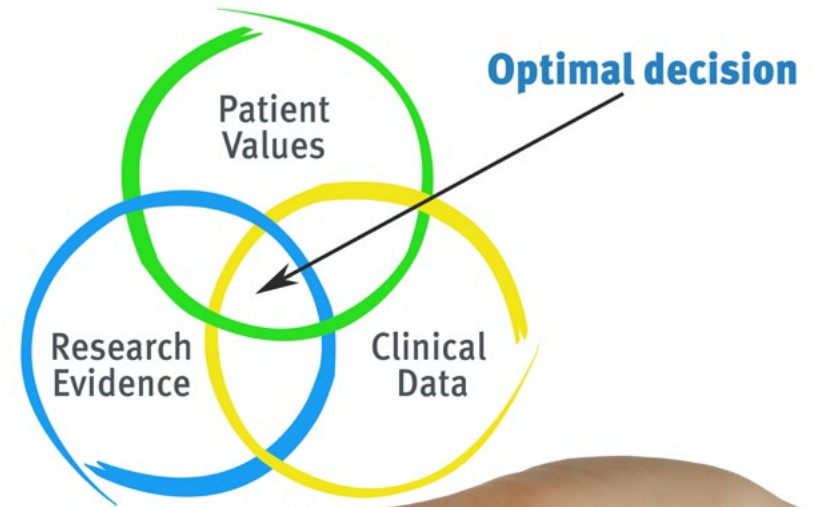 Patient
Values
Optimal decision
Research
Evidence
Clinical
Data